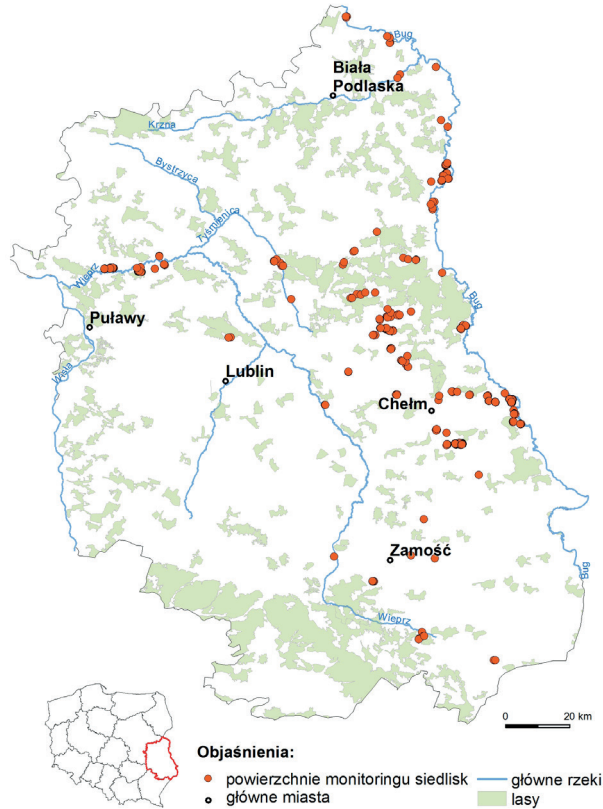 Bug
Biała
Podlaska
Krzna
Bystrzyca
Tyśmienica
Wieprz
Bug
Puławy
Wisła
Lublin
Chełm
Zamość
Bug
Wieprz
0 20 km
Objaśnienia:
powierzchnie monitoringu siedlisk
główne rzeki
główne miasta
lasy